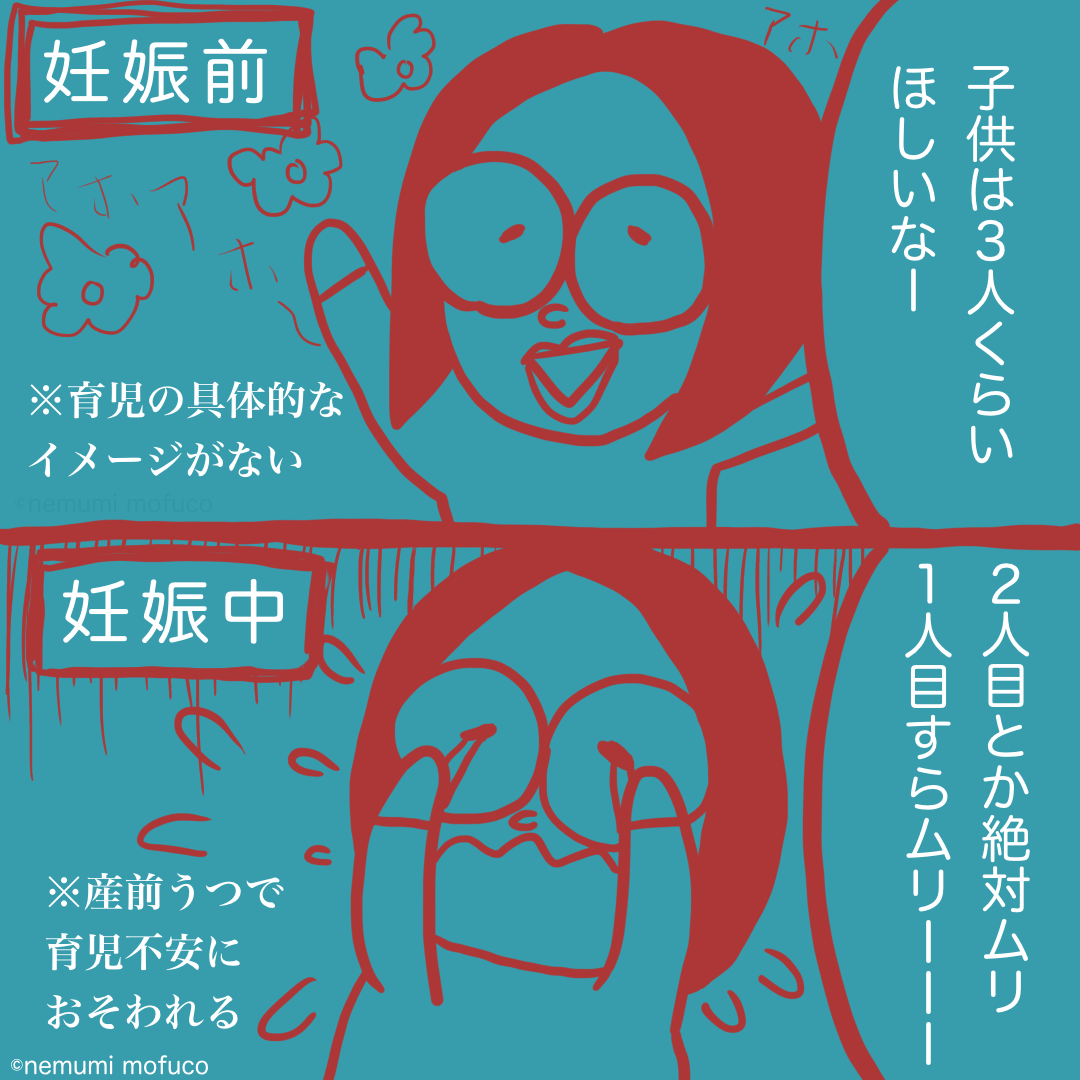 妊娠前
アホ
子供は3人くらい
ほしいなー
アホ、ア
ホ、
※育児の具体的な
イメージがない
©nemumi mofuco
妊娠中
2人目とか絶対ムリ
1人目すらムリーーー
※産前うつで
育児不安に
おそわれる
©nemumi mofuco